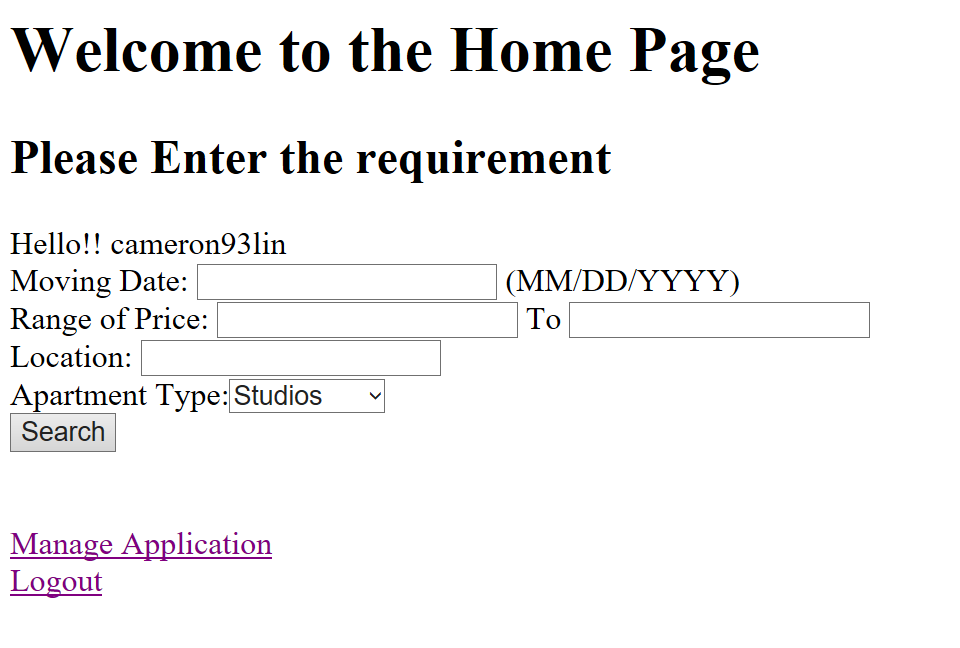 Welcome to the Home Page
Please Enter the requirement
Hello!! cameron93lin
Moving Date: (MM/DD/YYYY)
Range of Price: To
Location:
Apartment Type: Studios
Search
Manage Application
Logout